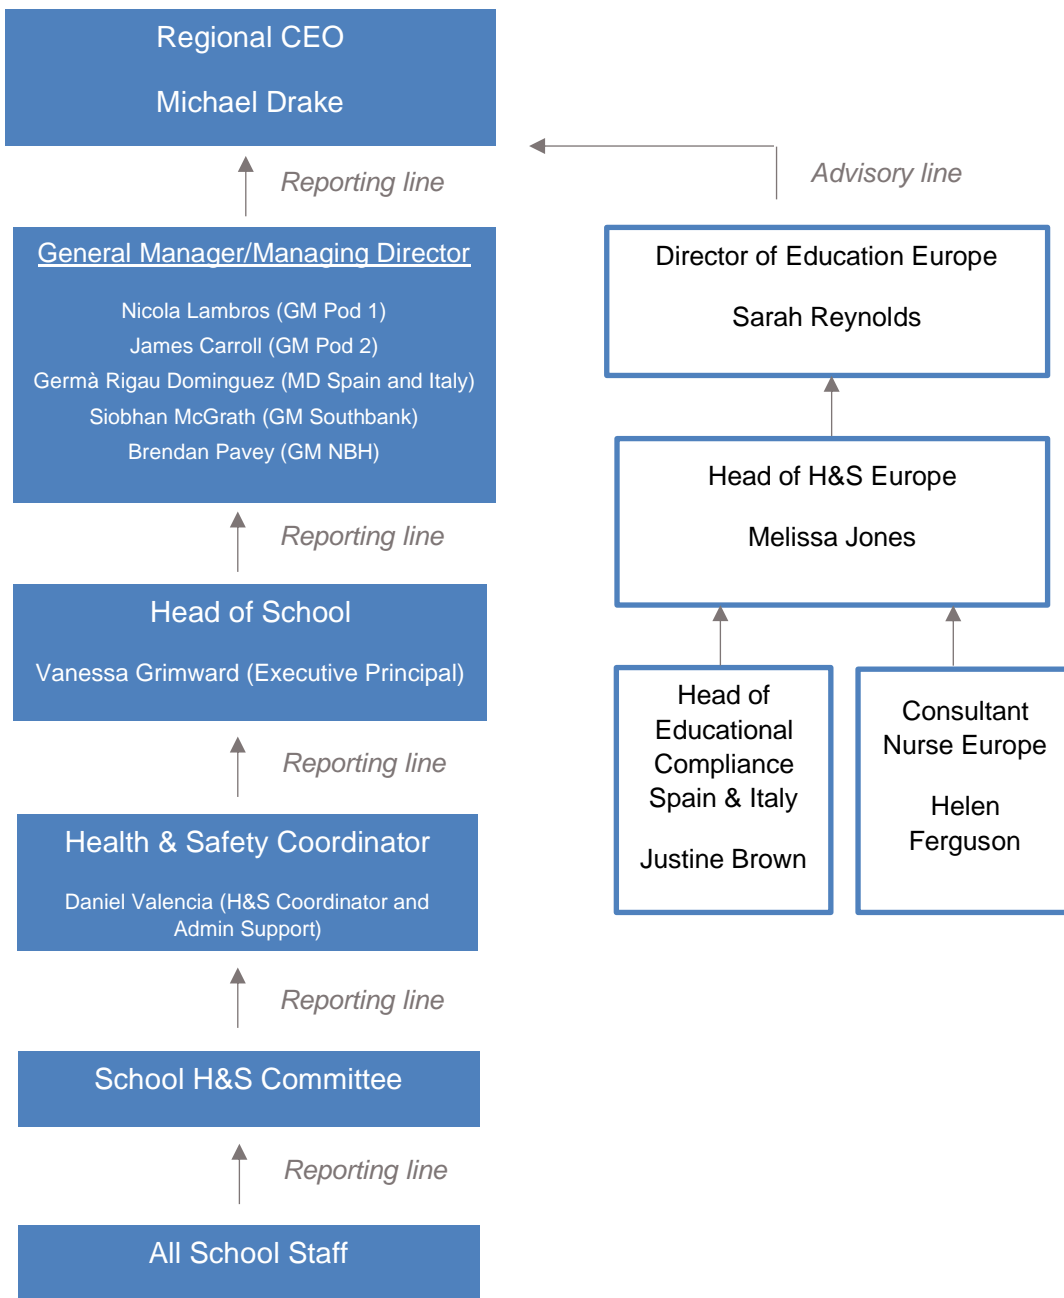 Regional CEO
Michael Drake
Reporting line
Advisory line
General Manager/Managing Director
Nicola Lambros (GM Pod 1)
James Carroll (GM Pod 2)
Germà Rigau Dominguez (MD Spain and Italy)
Siobhan McGrath (GM Southbank)
Brendan Pavey (GM NBH)
Director of Education Europe
Sarah Reynolds
Head of H&S Europe
Melissa Jones
Reporting line
Head of School
Vanessa Grimward (Executive Principal)
Head of
Educational
Compliance
Spain & Italy
Justine Brown
Consultant
Nurse Europe
Helen
Ferguson
Reporting line
Health & Safety Coordinator
Daniel Valencia (H&S Coordinator and
Admin Support)
Reporting line
School H&S Committee
Reporting line
All School Staff